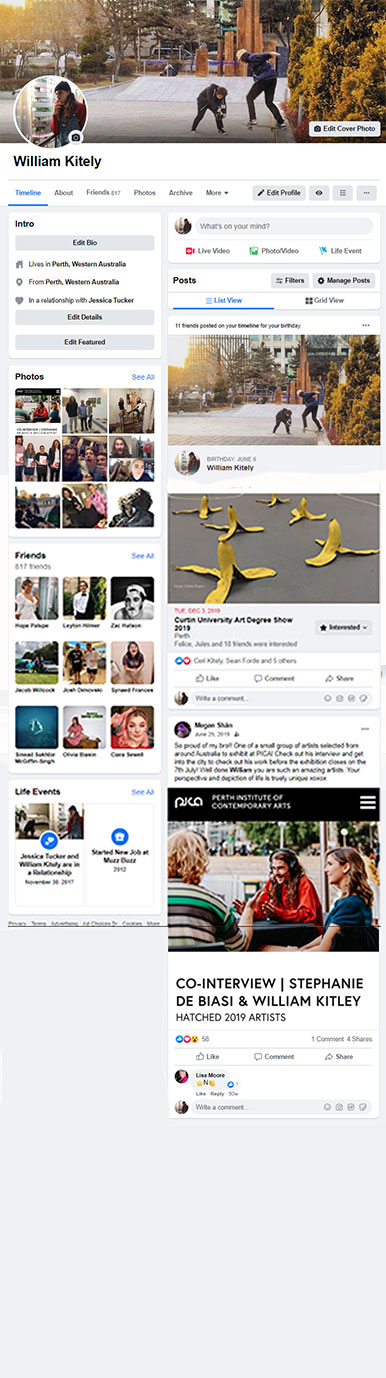 Edit Cover Photo
William Kitely
Timeline
About
Friends 817
Photos
Archive
More
Edit Profile
Intro
Edit Bio
Lives in Perth, Western Australia
From Perth, Western Australia
In a relationship with Jessica Tucker
Edit Details
Edit Featured
Photos
See All
CO-INTERVIEW | STEPHANIE
Friends
See All
817 friends
Hope Palupe
Leyton Hilmer
Zac Halson
Jacob Willcock
Josh Dimovski
Synaed Frances
Sinead Sukhbir
McGiffin-Singh
Olivia Biasin
Ciara Sewell
Life Events
See All
Jessica Tucker and
William Kitely are in
a Relationship
November 30, 2017
Started New Job at
Muzz Buzz
2012
Privacy · Terms · Advertising · Ad Choices · Cookies · More
What's on your mind?
Live Video
Photo/Video
Life Event
Posts
Filters
Manage Posts
List View
Grid View
11 friends posted on your timeline for your birthday.
BIRTHDAY: JUNE 6
William Kitely
TUE, DEC 3, 2019
Curtin University Art Degree Show
2019
Perth
Felice, Jules and 18 friends were interested
Interested
Ceri Kitely, Sean Forde and 5 others
Like
Comment
Share
Write a comment...
Megan Shân
June 25, 2019
So proud of my bra!! One of a small group of artists selected from
around Australia to exhibit at PICA! Check out his interview and get
into the city to check out his work before the exhibition closes on the
7th July! Well done William you are such an amazing artist. Your
perspective and depiction of life is truely unique xoxox
PICA
PERTH INSTITUTE OF
CONTEMPORARY ARTS
CO-INTERVIEW | STEPHANIE
DE BIASI & WILLIAM KITLEY
HATCHED 2019 ARTISTS
58
1 Comment 4 Shares
Like
Comment
Share
Lisa Moore
⭐N👏
1
Like · Reply · 50w
Write a comment...